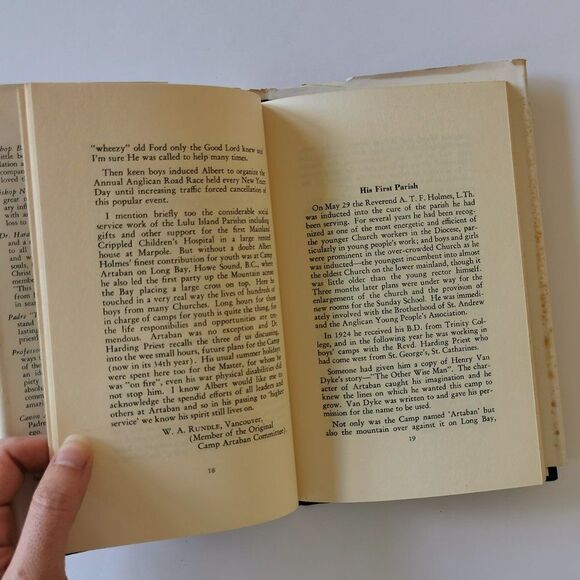 "wheezy" old Ford only the Good Lord knew and
I'm sure He was called to help many times.
Then keen boys induced Albert to organize the
Annual Anglican Road Race held every New Year
Day until increasing traffic forced cancellation of
this popular event.
I mention briefly too the considerable social
service work of the Lulu Island Parishes including
gifts and other support for the first Mainland
Crippled Children's Hospital in a large rented
house at Marpole. But without a doubt Albert
Holmes' finest contribution for youth was at Camp
Artaban on Long Bay, Howe Sound, B.C., when
he also led the first party up the Mountain across
the Bay placing a large cross on top. Here he
touched in a very real way the lives of hundreds of
boys from many Churches. Long hours for those
in charge of camps for youth is quite the thing, for
the life responsibilies and opportunities are tre-
mendous. Artaban was no exception and Dr.
Harding Priest recalls the three of us discussing
into the wee small hours, future plans for the Camp
(now in its 34th year). His usual summer holidays
were spent here too for the Master, for whom he
was "on fire", even his war physical disabilities did
not stop him. I know Albert would like me to
acknowledge the spendid efforts of all leaders and
others at Artaban and so in his passing to 'higher
service' we know his spirit still lives on.
W. A. RUNDLE, Vancouver,
(Member of the Original
Camp Artaban Committee).
18
His First Parish
On May 29 the Reverend A. T. F. Holmes, L.Th.
was inducted into the cure of the parish he had
been serving. For several years he had been recog-
nized as one of the most energetic and efficient of
the younger Church workers in the Diocese, partic-
ularly in young people's work; and boys and girls
were prominent in the over-crowded Church as he
was inducted—the youngest incumbent into almost
the oldest Church on the lower mainland, though it
was little older than the young rector himself.
Three months later plans were under way for the
enlargement of the church and the provision of
new rooms for the Sunday School. He was immed-
iately involved with the Brotherhood of St. Andrew
and the Anglican Young People's Association.
In 1924 he received his B.D. from Trinity Col-
lege, and in the following year he was working in
boys' camps with the Revd. Harding Priest who
had come west from St. George's, St. Catharines.
Someone had given him a copy of Henry Van
Dyke's story—"The Other Wise Man". The char-
acter of Artaban caught his imagination and he
knew the lines on which he wanted this camp to
grow. Van Dyke was written to and gave his per-
mission for the name to be used.
Not only was the Camp named 'Artaban' but
also the mountain over against it on Long Bay,
19